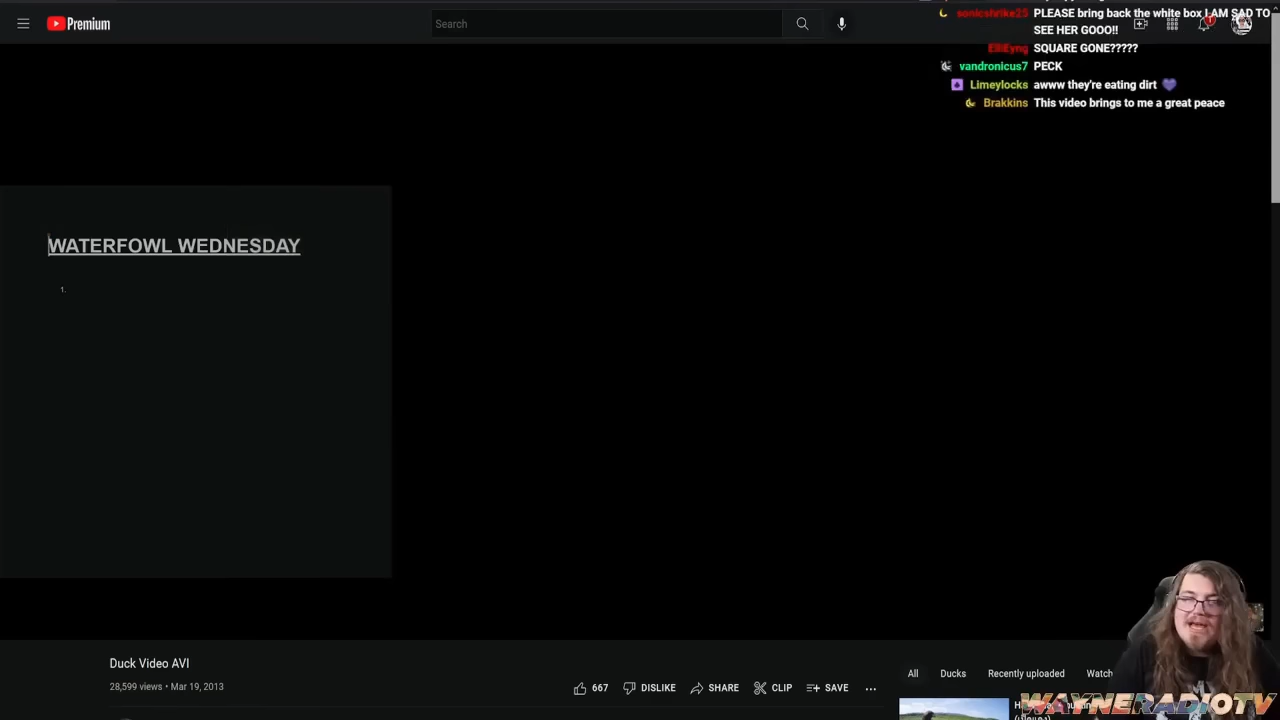 Premium
Search
1
sonicshrike25 PLEASE bring back the white box I AM SAD TO
SEE HER GOOO!!
SQUARE GONE?????
vandronicus7 PECK
Limeylocks awww they're eating dirt
Brakkins This video brings to me a great peace
WATERFOWL WEDNESDAY
1.
Duck Video AVI
28,599 views • Mar 19, 2013
667
DISLIKE
SHARE
CLIP
SAVE
All
Ducks
Recently uploaded
Watch
WAYNERADIOTV